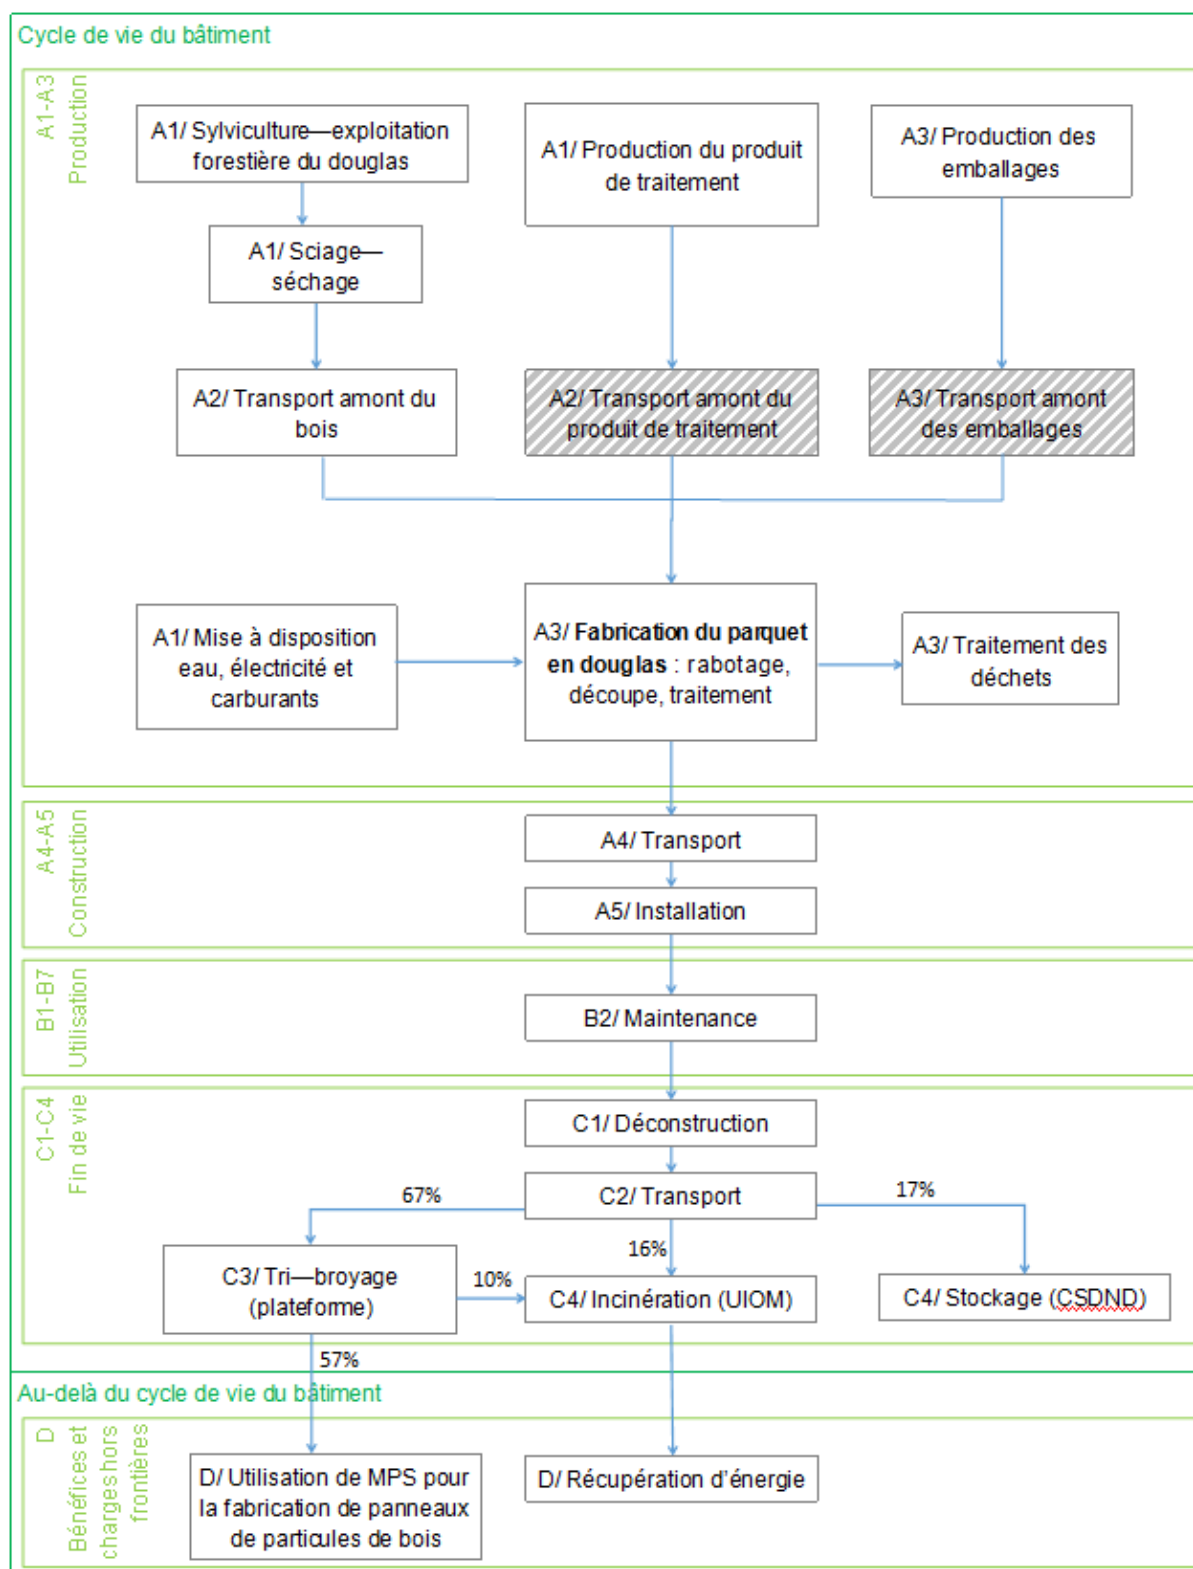 Cycle de vie du bâtiment
A1-A3
Production
A1/ Sylviculture—exploitation
forestière du douglas
A1/ Production du produit
de traitement
A3/ Production des
emballages
A1/ Sciage—
séchage
A2/ Transport amont du
bois
A2/ Transport amont du
produit de traitement
A3/ Transport amont
des emballages
A1/ Mise à disposition
eau, électricité et
carburants
A3/ Fabrication du parquet
en douglas : rabotage,
découpe, traitement
A3/ Traitement des
déchets
A4-A5
Construction
A4/ Transport
A5/ Installation
B1-B7
Utilisation
B2/ Maintenance
C1-C4
Fin de vie
C1/ Déconstruction
C2/ Transport
67%
17%
16%
C3/ Tri—broyage
(plateforme)
10%
C4/ Incinération (UIOM)
C4/ Stockage (CSDND)
57%
Au-delà du cycle de vie du bâtiment
D
Bénéfices et
charges hors
frontières
D/ Utilisation de MPS pour
la fabrication de panneaux
de particules de bois
D/ Récupération d'énergie